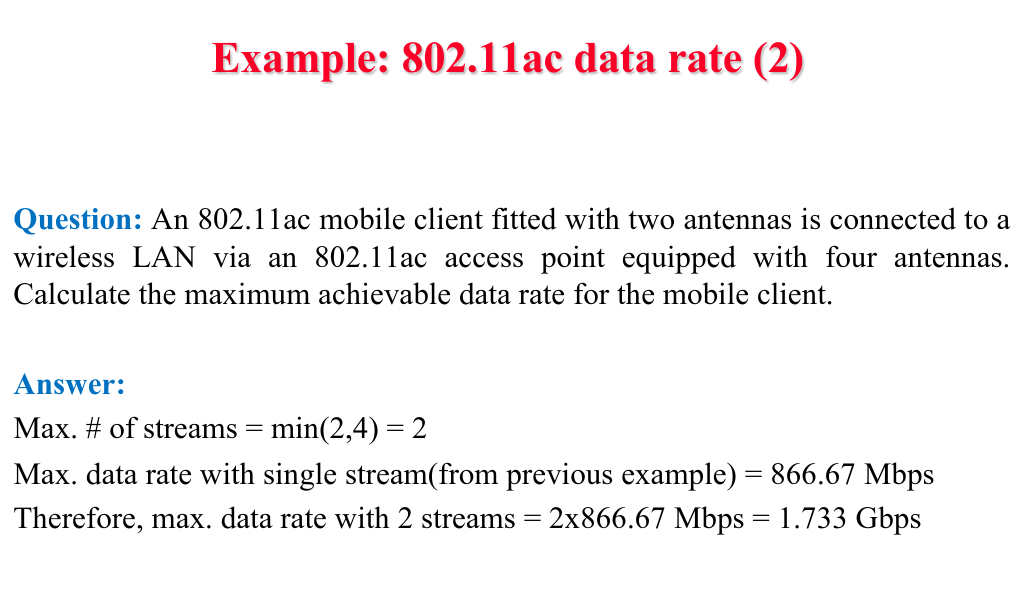 Example: 802.11ac data rate (2)
Question: An 802.11ac mobile client fitted with two antennas is connected to a
wireless LAN via an 802.11ac access point equipped with four antennas.
Calculate the maximum achievable data rate for the mobile client.
Answer:
Max. # of streams = min(2,4) = 2
Max. data rate with single stream(from previous example) = 866.67 Mbps
Therefore, max. data rate with 2 streams = 2x866.67 Mbps = 1.733 Gbps